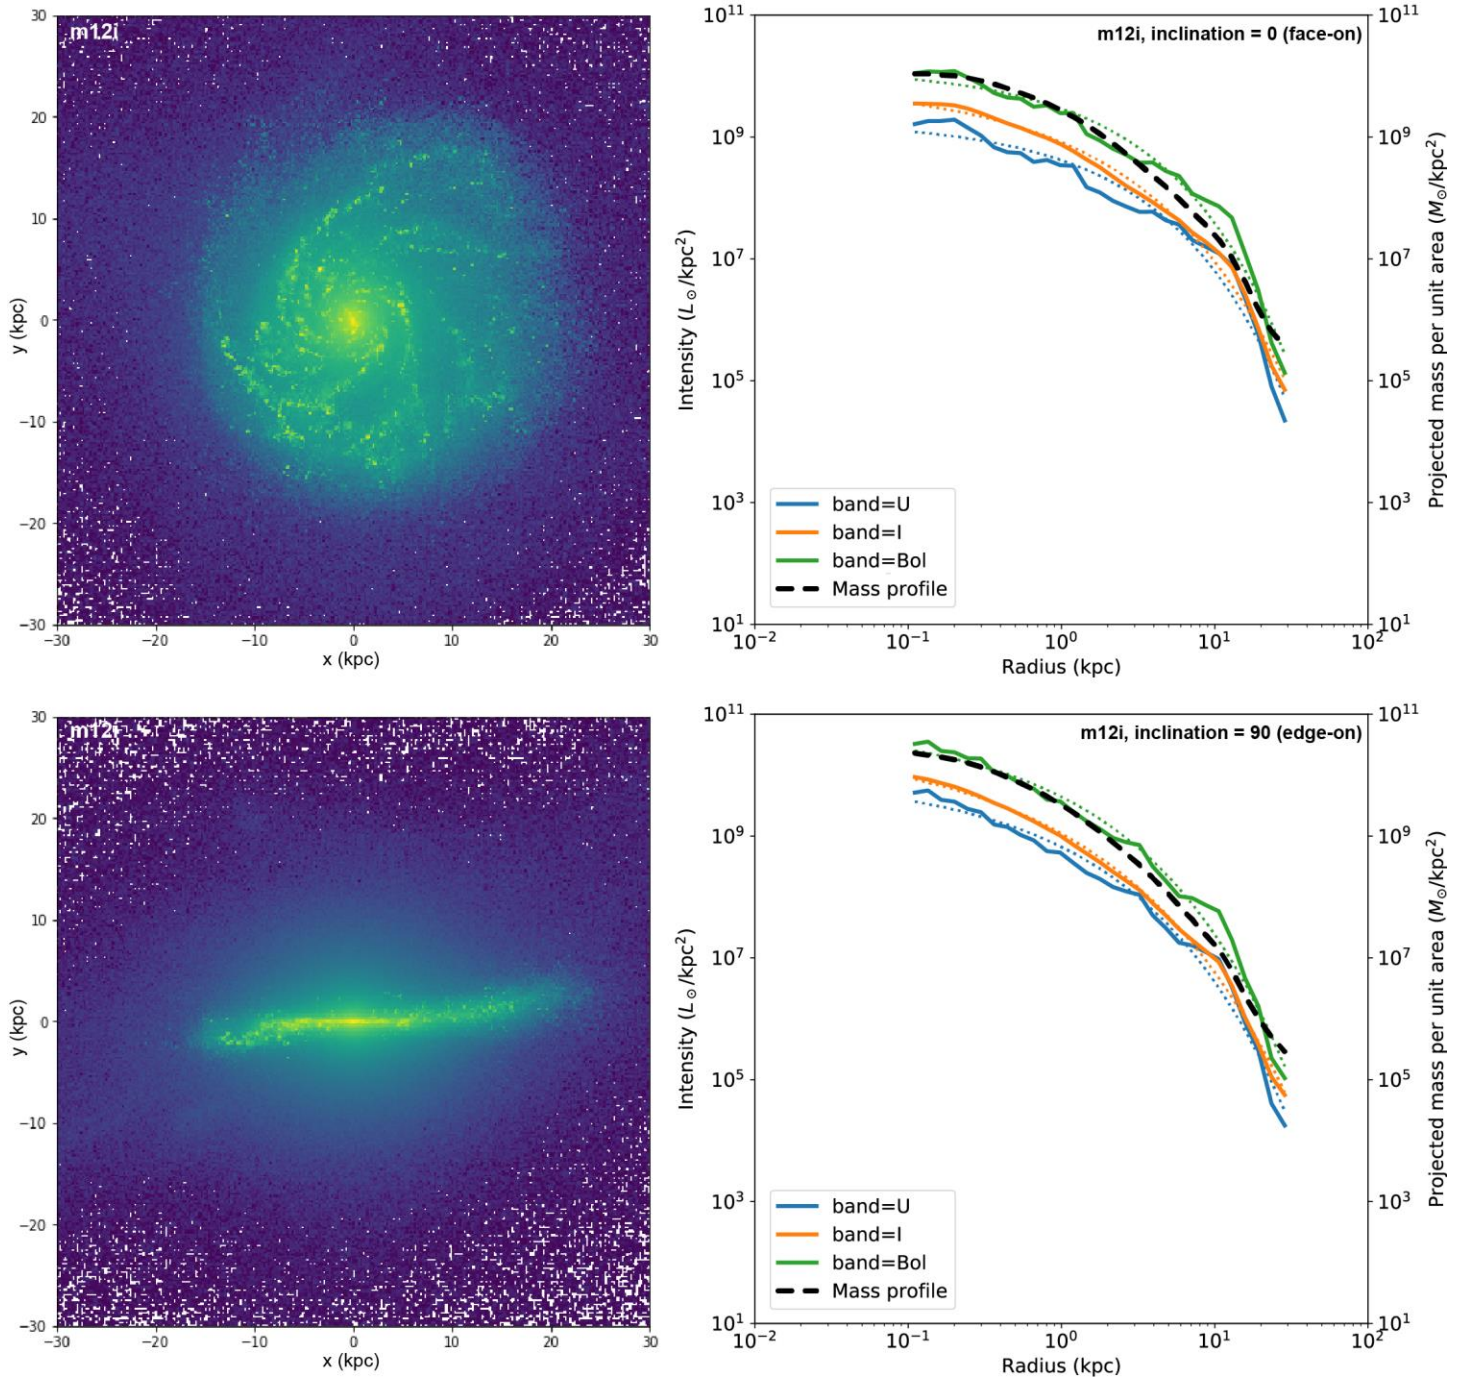 m12i
30
20
10
0
−10
−20
−30
y (kpc)
−30 −20 −10 0 10 20 30
x (kpc)
m12i, inclination = 0 (face-on)
10^11
10^9
10^7
10^5
10^3
10^1
Intensity (L⊙/kpc²)
10^11
10^9
10^7
10^5
10^3
10^1
Projected mass per unit area (M⊙/kpc²)
band=U
band=I
band=Bol
Mass profile
10^−2 10^−1 10^0 10^1 10^2
Radius (kpc)
m12i
30
20
10
0
−10
−20
−30
y (kpc)
−30 −20 −10 0 10 20 30
x (kpc)
m12i, inclination = 90 (edge-on)
10^11
10^9
10^7
10^5
10^3
10^1
Intensity (L⊙/kpc²)
10^11
10^9
10^7
10^5
10^3
10^1
Projected mass per unit area (M⊙/kpc²)
band=U
band=I
band=Bol
Mass profile
10^−2 10^−1 10^0 10^1 10^2
Radius (kpc)